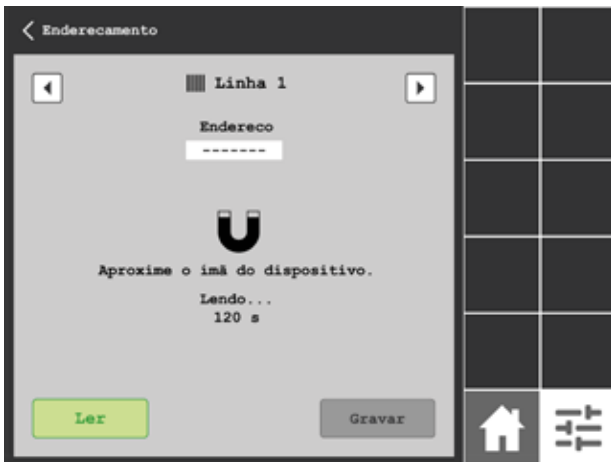 Enderecamento
Linha 1
Endereco
-------
Aproxime o imã do dispositivo.
Lendo...
120 s
Ler
Gravar